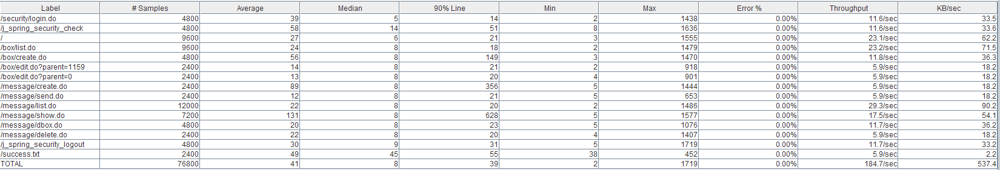 Label # Samples Average Median 90% Line Min Max Error % Throughput KB/sec
/security/login.do 4800 39 5 14 2 1438 0.00% 11.6/sec 33.5
/j_spring_security_check 4800 58 14 51 8 1636 0.00% 11.6/sec 33.6
/ 9600 27 6 21 3 1555 0.00% 23.1/sec 62.2
/box/list.do 9600 24 8 18 2 1479 0.00% 23.2/sec 71.5
/box/create.do 4800 56 8 149 3 1470 0.00% 11.8/sec 36.3
/box/edit.do?parent=1159 2400 14 8 21 2 918 0.00% 5.9/sec 18.2
/box/edit.do?parent=0 2400 13 8 20 4 901 0.00% 5.9/sec 18.2
/message/create.do 2400 89 8 356 5 1444 0.00% 5.9/sec 18.2
/message/send.do 2400 12 8 21 5 653 0.00% 5.9/sec 18.2
/message/list.do 12000 22 8 20 2 1486 0.00% 29.3/sec 90.2
/message/show.do 7200 131 8 628 5 1577 0.00% 17.5/sec 54.1
/message/dbox.do 4800 20 8 23 5 1076 0.00% 11.7/sec 36.2
/message/delete.do 2400 22 8 20 4 1407 0.00% 5.9/sec 18.2
/j_spring_security_logout 4800 30 9 31 5 1719 0.00% 11.7/sec 33.2
/success.txt 2400 49 45 55 38 452 0.00% 5.9/sec 2.2
TOTAL 76800 41 8 39 2 1719 0.00% 184.7/sec 537.4